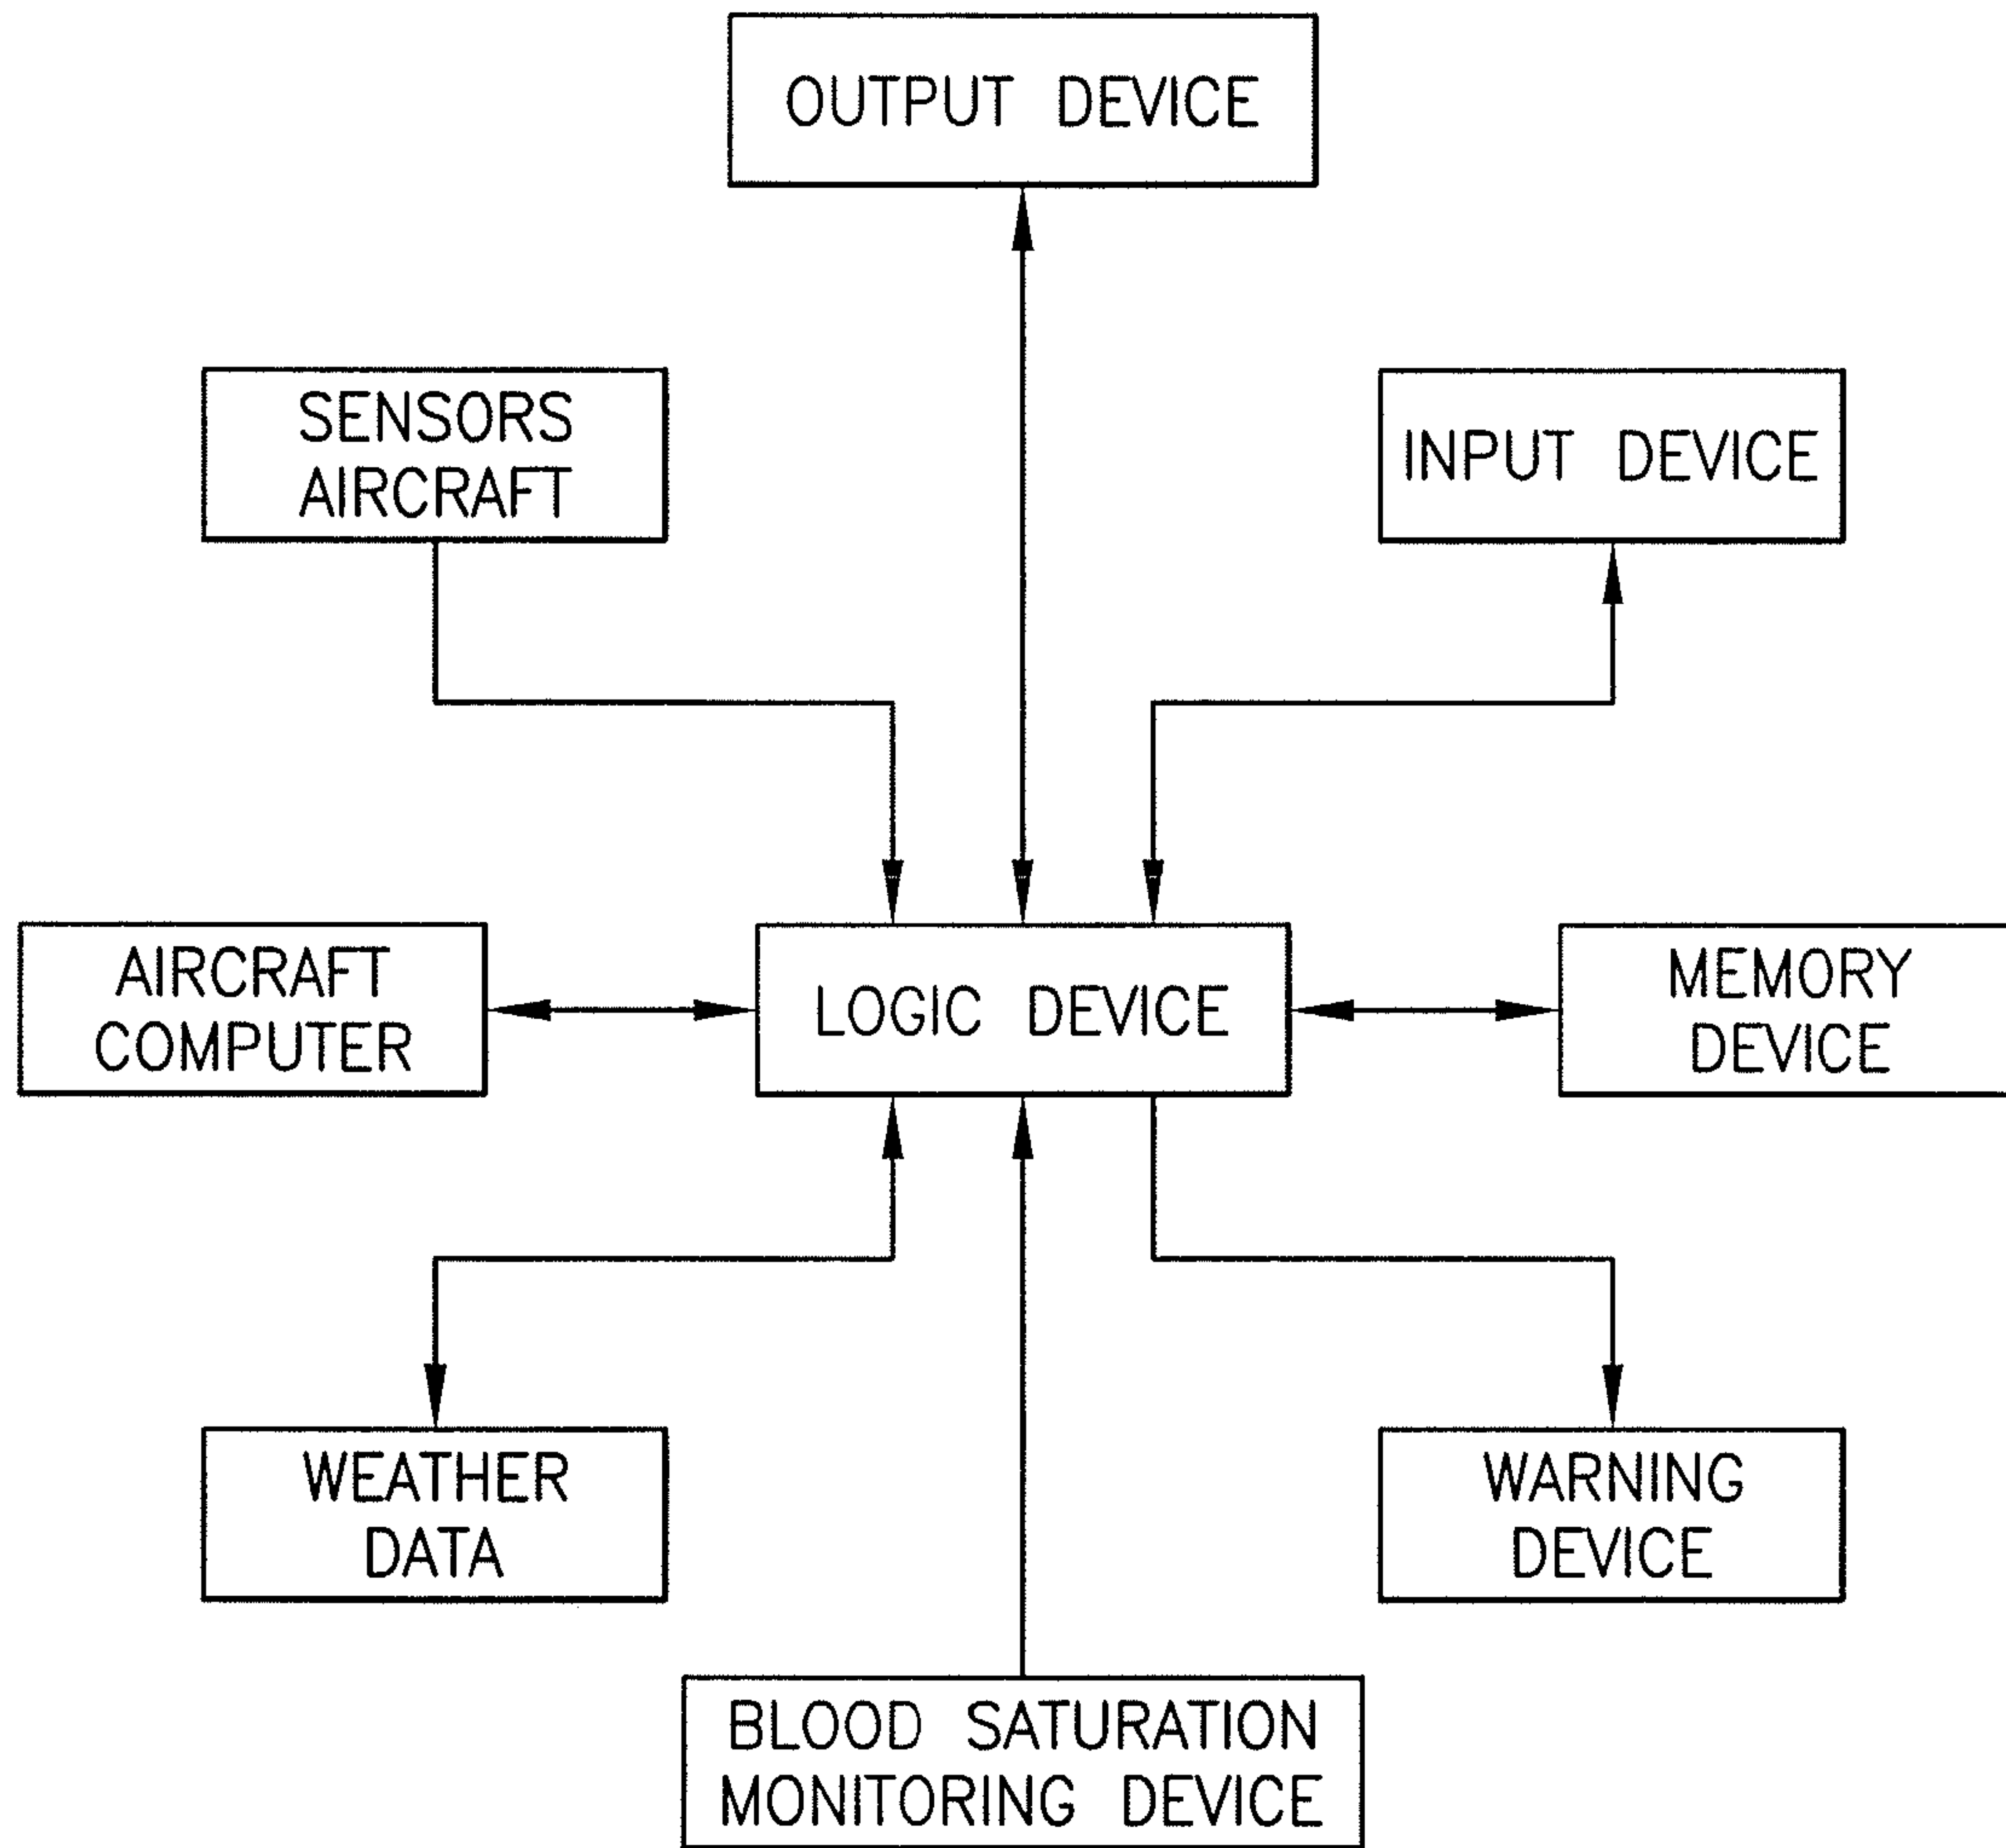 OUTPUT DEVICE
SENSORS
AIRCRAFT
INPUT DEVICE
AIRCRAFT
COMPUTER
LOGIC DEVICE
MEMORY
DEVICE
WEATHER
DATA
WARNING
DEVICE
BLOOD SATURATION
MONITORING DEVICE